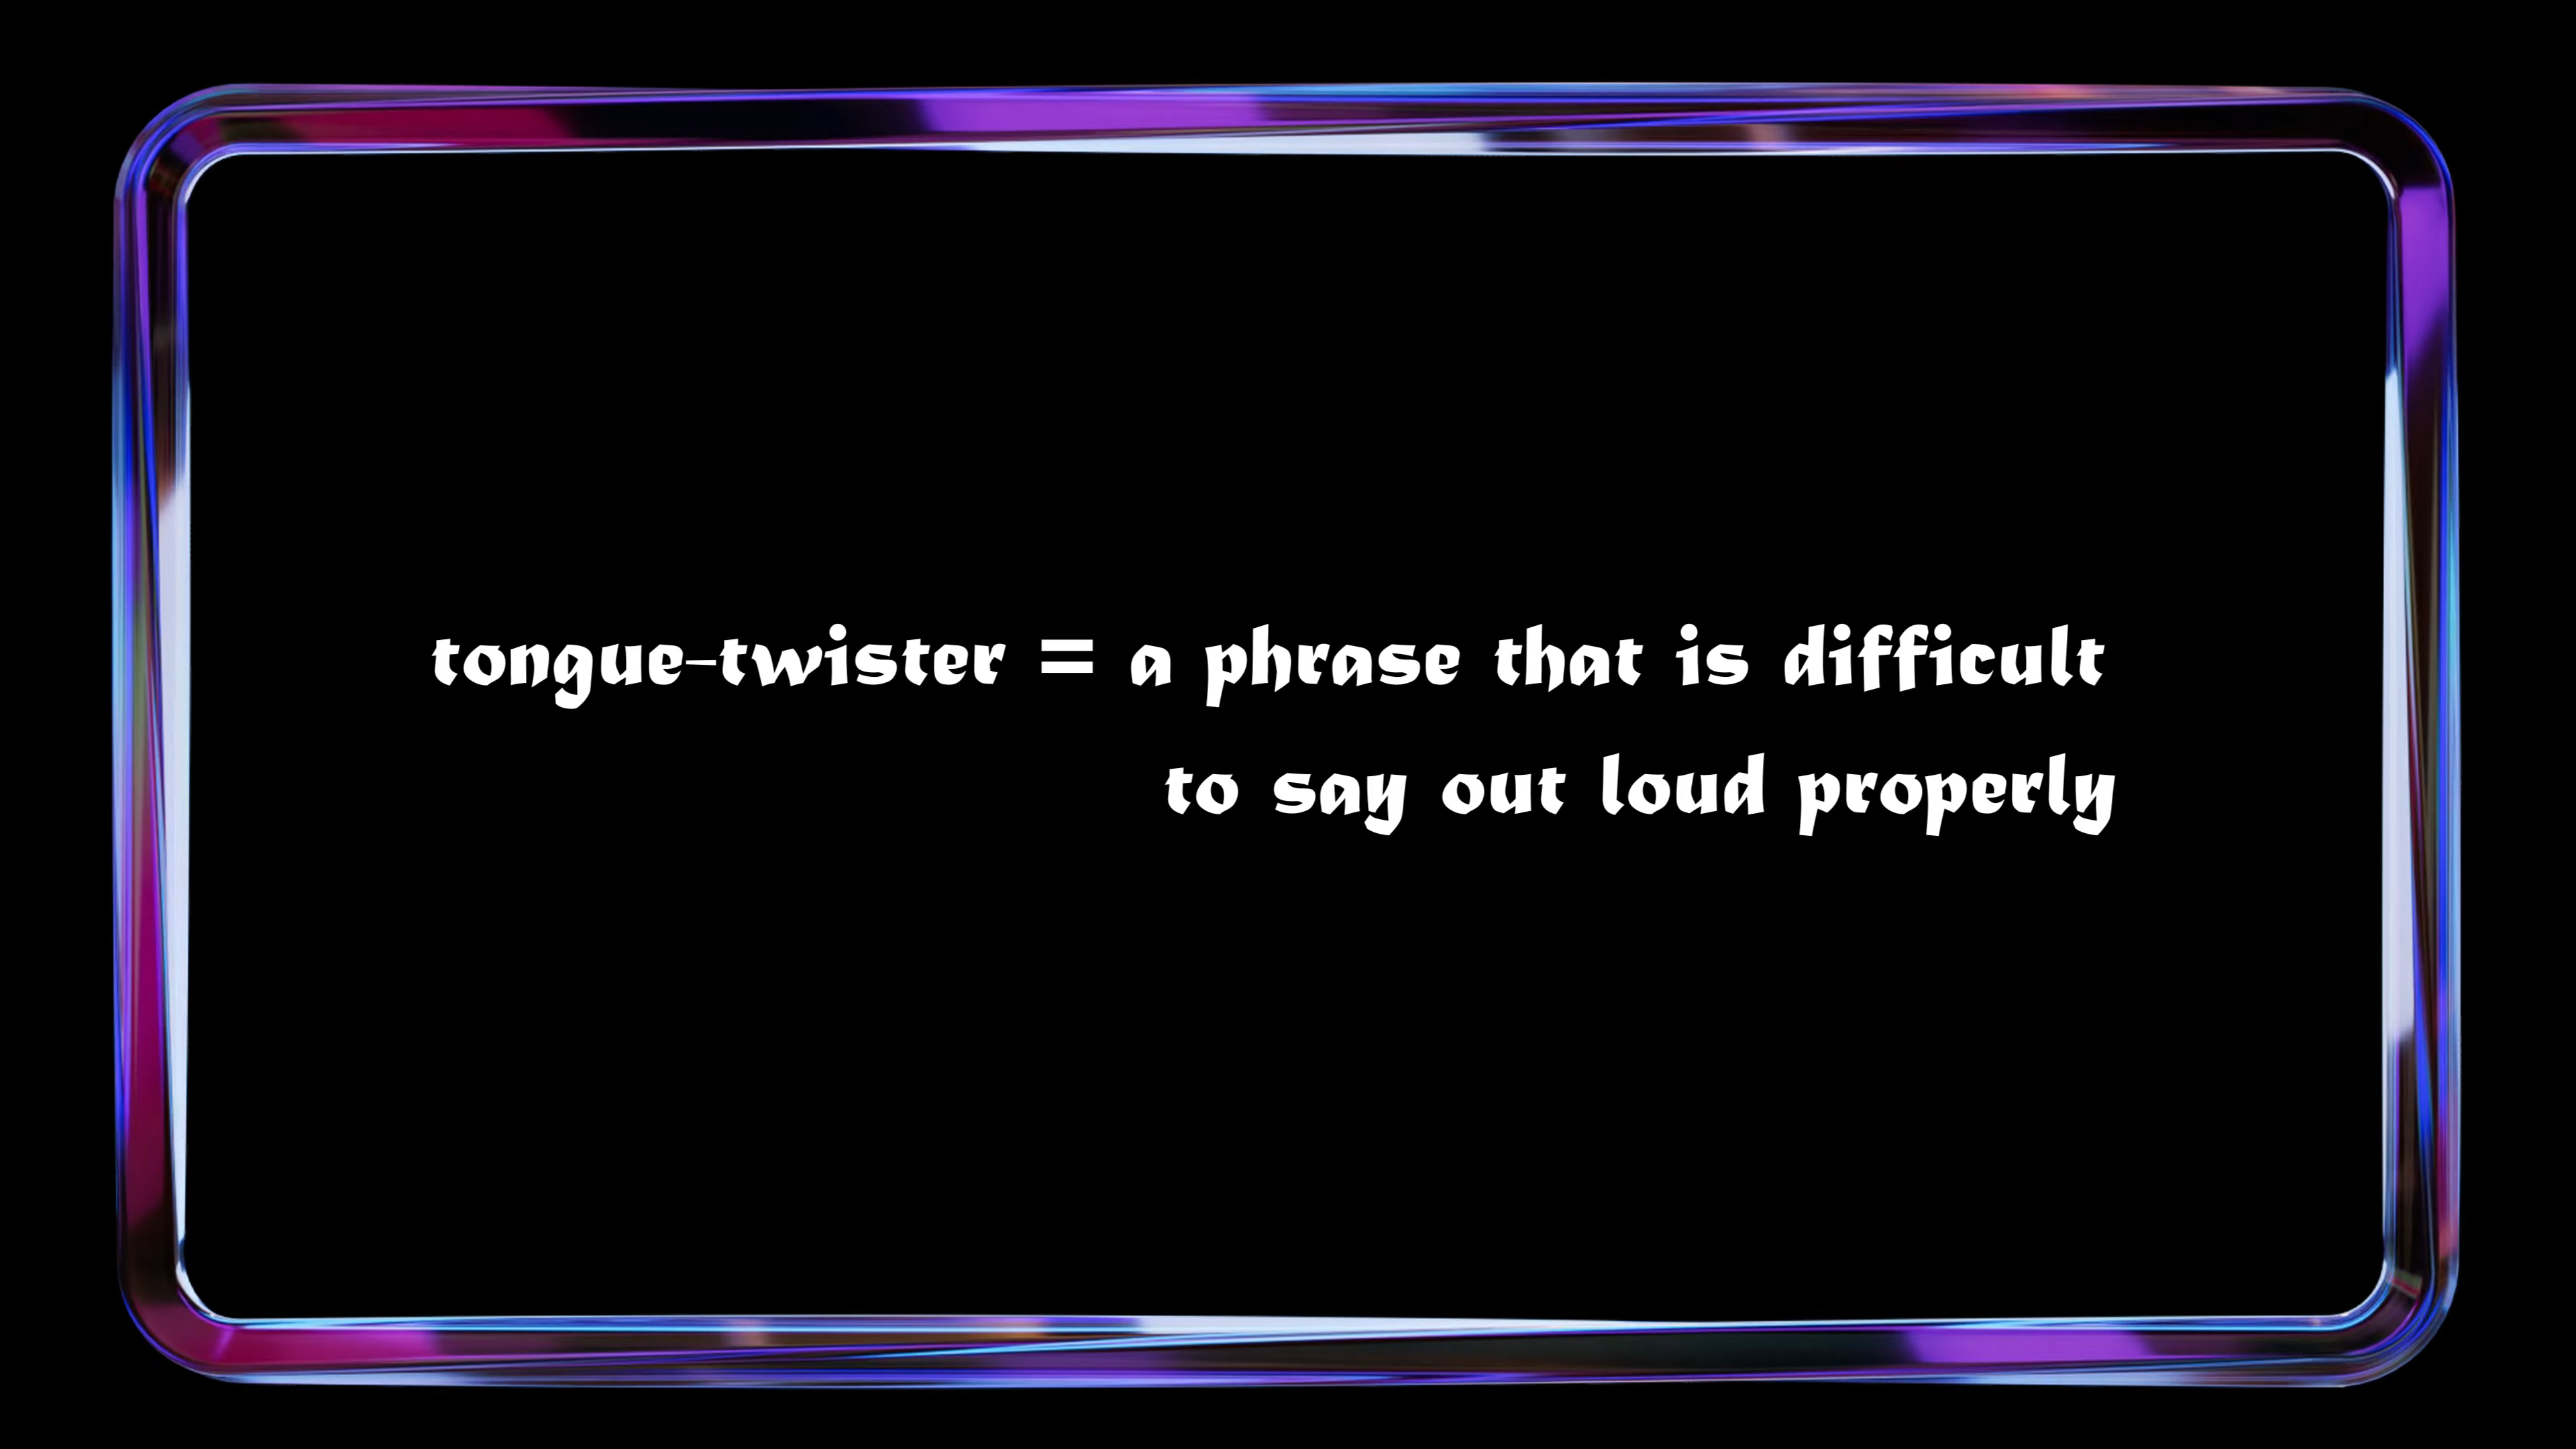 tongue-twister = a phrase that is difficult
to say out loud properly